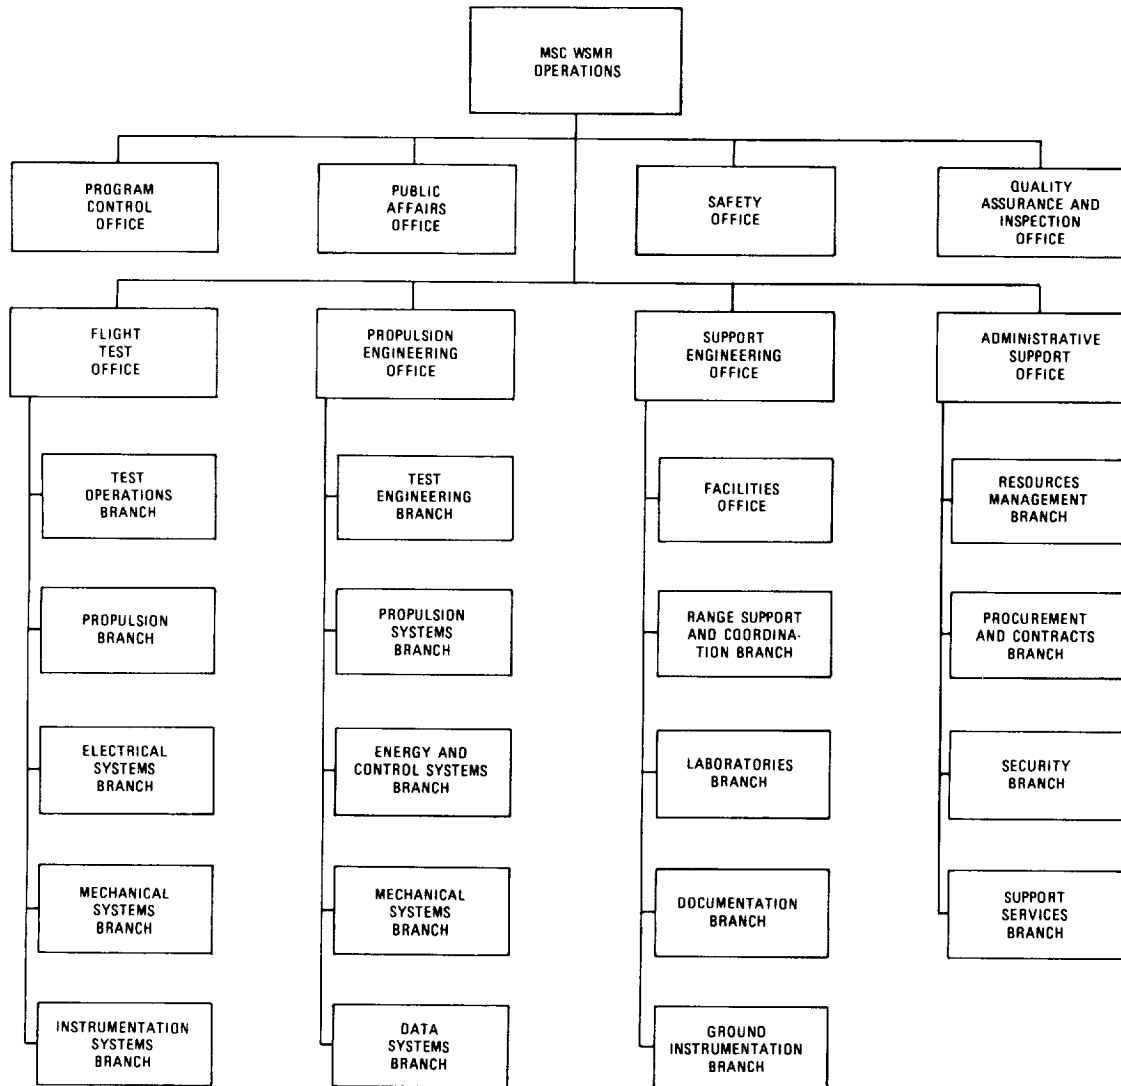 MSC WSMR
OPERATIONS
PROGRAM
CONTROL
OFFICE
PUBLIC
AFFAIRS
OFFICE
SAFETY
OFFICE
QUALITY
ASSURANCE AND
INSPECTION
OFFICE
FLIGHT
TEST
OFFICE
PROPULSION
ENGINEERING
OFFICE
SUPPORT
ENGINEERING
OFFICE
ADMINISTRATIVE
SUPPORT
OFFICE
TEST
OPERATIONS
BRANCH
TEST
ENGINEERING
BRANCH
FACILITIES
OFFICE
RESOURCES
MANAGEMENT
BRANCH
PROPULSION
BRANCH
PROPULSION
SYSTEMS
BRANCH
RANGE SUPPORT
AND COORDINA-
TION BRANCH
PROCUREMENT
AND CONTRACTS
BRANCH
ELECTRICAL
SYSTEMS
BRANCH
ENERGY AND
CONTROL SYSTEMS
BRANCH
LABORATORIES
BRANCH
SECURITY
BRANCH
MECHANICAL
SYSTEMS
BRANCH
MECHANICAL
SYSTEMS
BRANCH
DOCUMENTATION
BRANCH
SUPPORT
SERVICES
BRANCH
INSTRUMENTATION
SYSTEMS
BRANCH
DATA
SYSTEMS
BRANCH
GROUND
INSTRUMENTATION
BRANCH